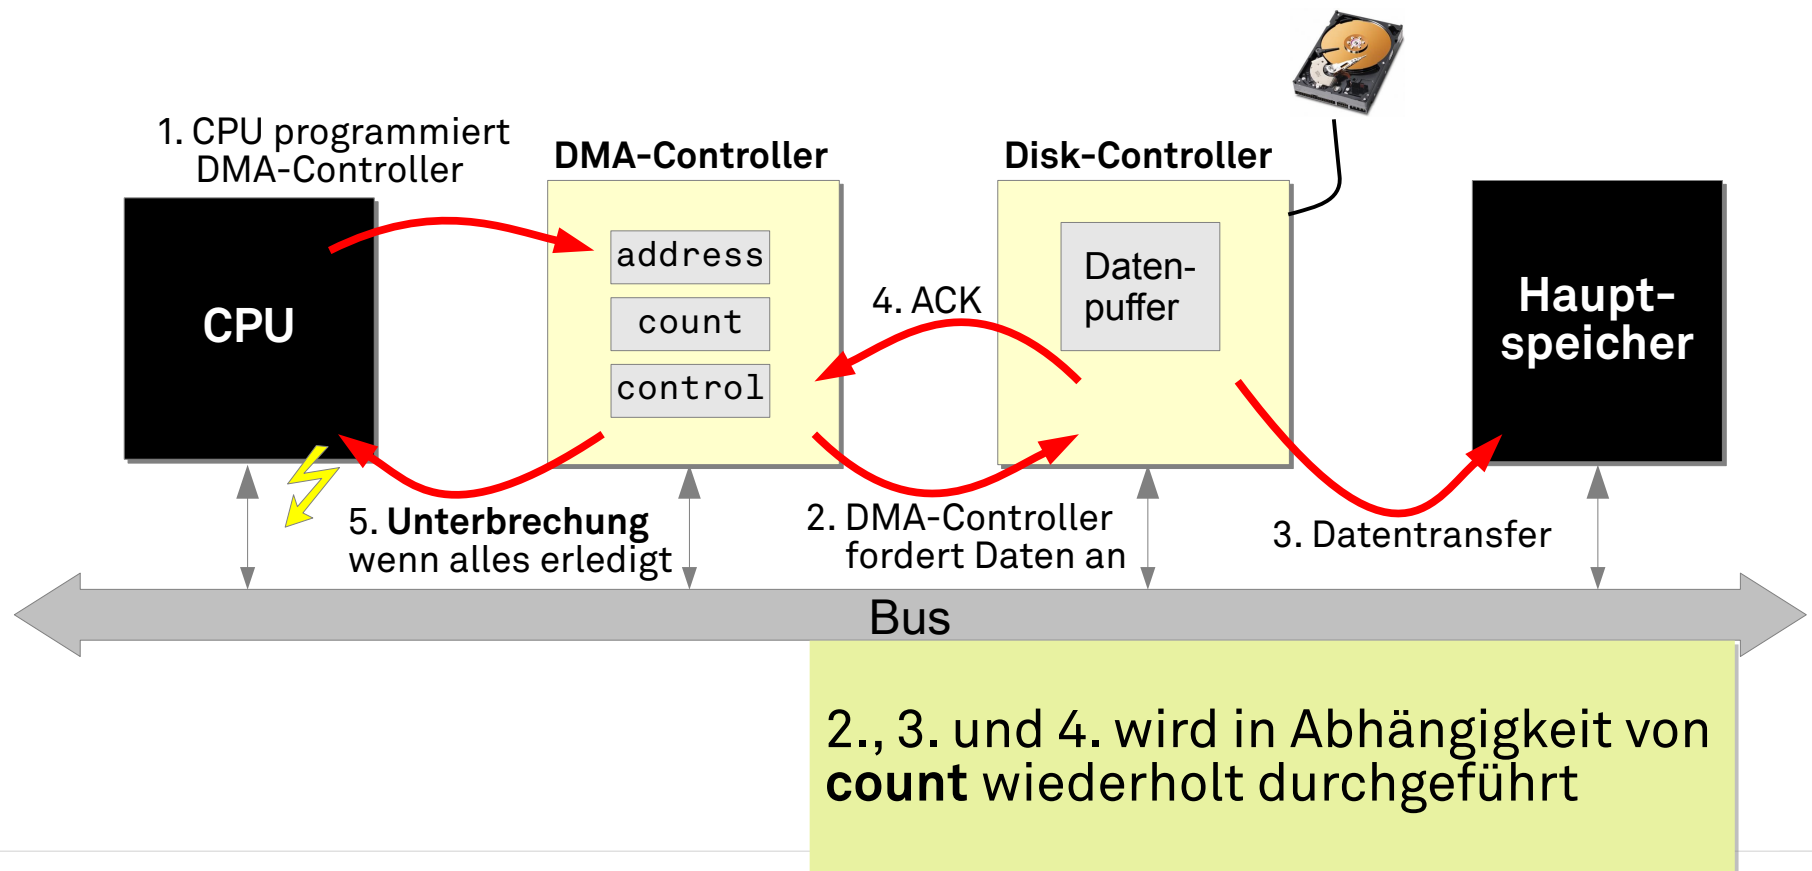 1. CPU programmiert
DMA-Controller
DMA-Controller
Disk-Controller
CPU
address
count
control
4. ACK
Daten-
puffer
Haupt-
speicher
5. Unterbrechung
wenn alles erledigt
2. DMA-Controller
fordert Daten an
3. Datentransfer
Bus
2., 3. und 4. wird in Abhängigkeit von
count wiederholt durchgeführt